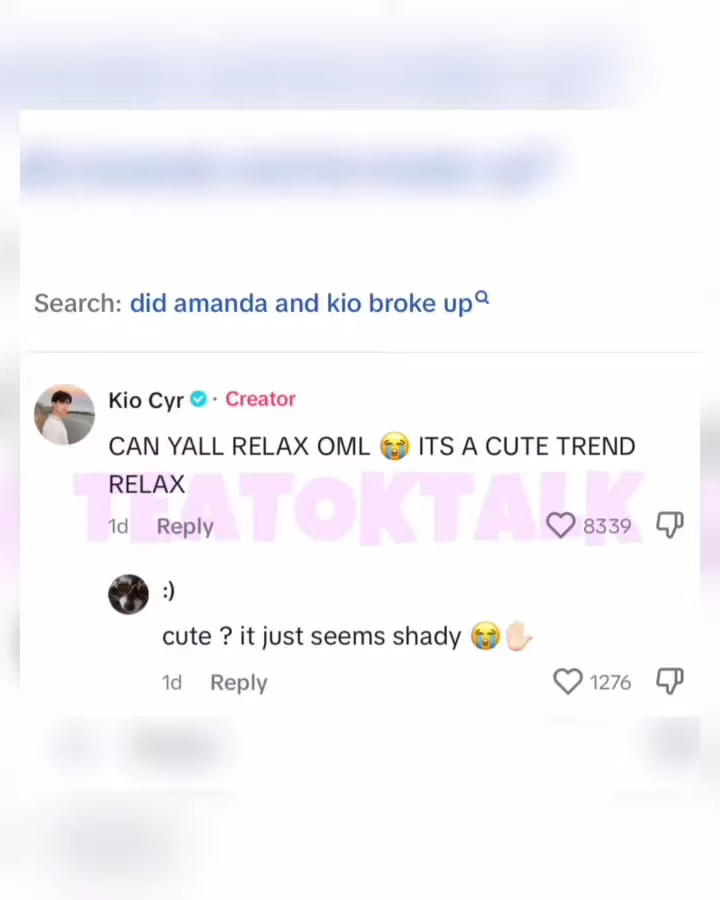 Search: did amanda and kio broke up
Kio Cyr · Creator
CAN YALL RELAX OML 😭 ITS A CUTE TREND
RELAX
TEATOKTALK
1d Reply 8339
:)
cute ? it just seems shady 😭✋🏻
1d Reply 1276